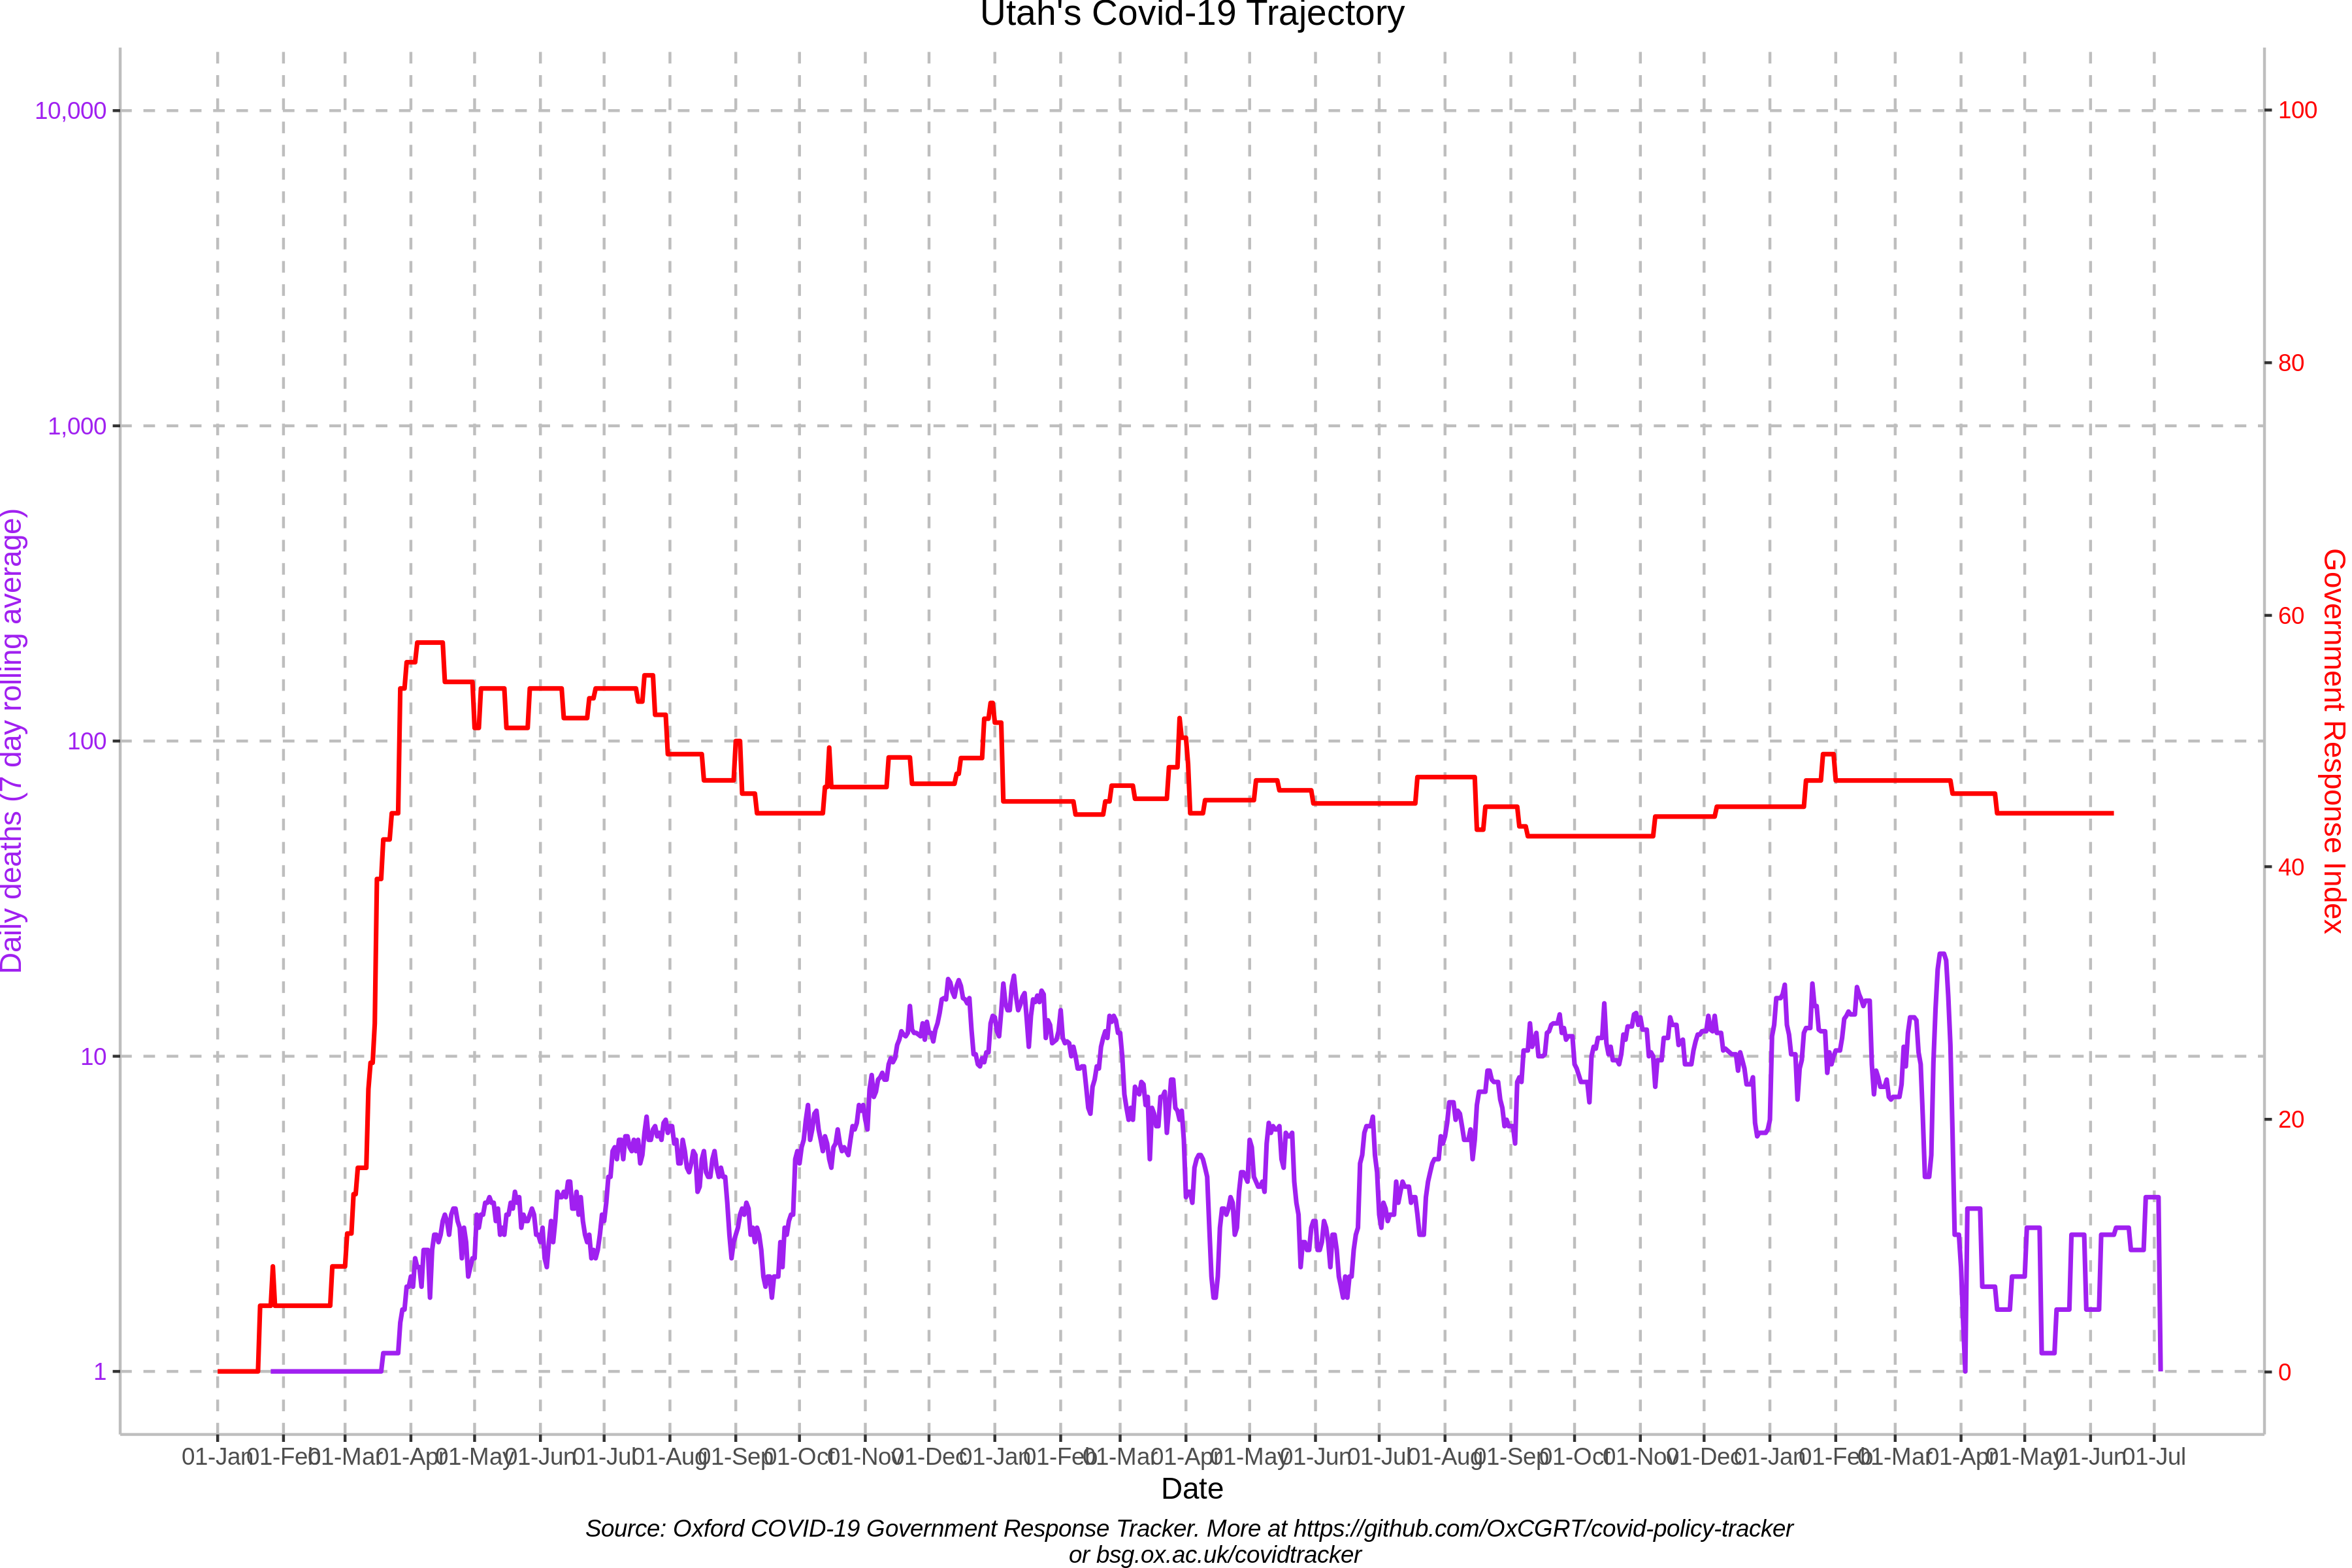 Utah's Covid-19 Trajectory
Daily deaths (7 day rolling average)
10,000
1,000
100
10
1
Government Response Index
100
80
60
40
20
0
01-Jan 01-Feb 01-Mar 01-Apr 01-May 01-Jun 01-Jul 01-Aug 01-Sep 01-Oct 01-Nov 01-Dec 01-Jan 01-Feb 01-Mar 01-Apr 01-May 01-Jun 01-Jul 01-Aug 01-Sep 01-Oct 01-Nov 01-Dec 01-Jan 01-Feb 01-Mar 01-Apr 01-May 01-Jun 01-Jul
Date
Source: Oxford COVID-19 Government Response Tracker. More at https://github.com/OxCGRT/covid-policy-tracker
or bsg.ox.ac.uk/covidtracker